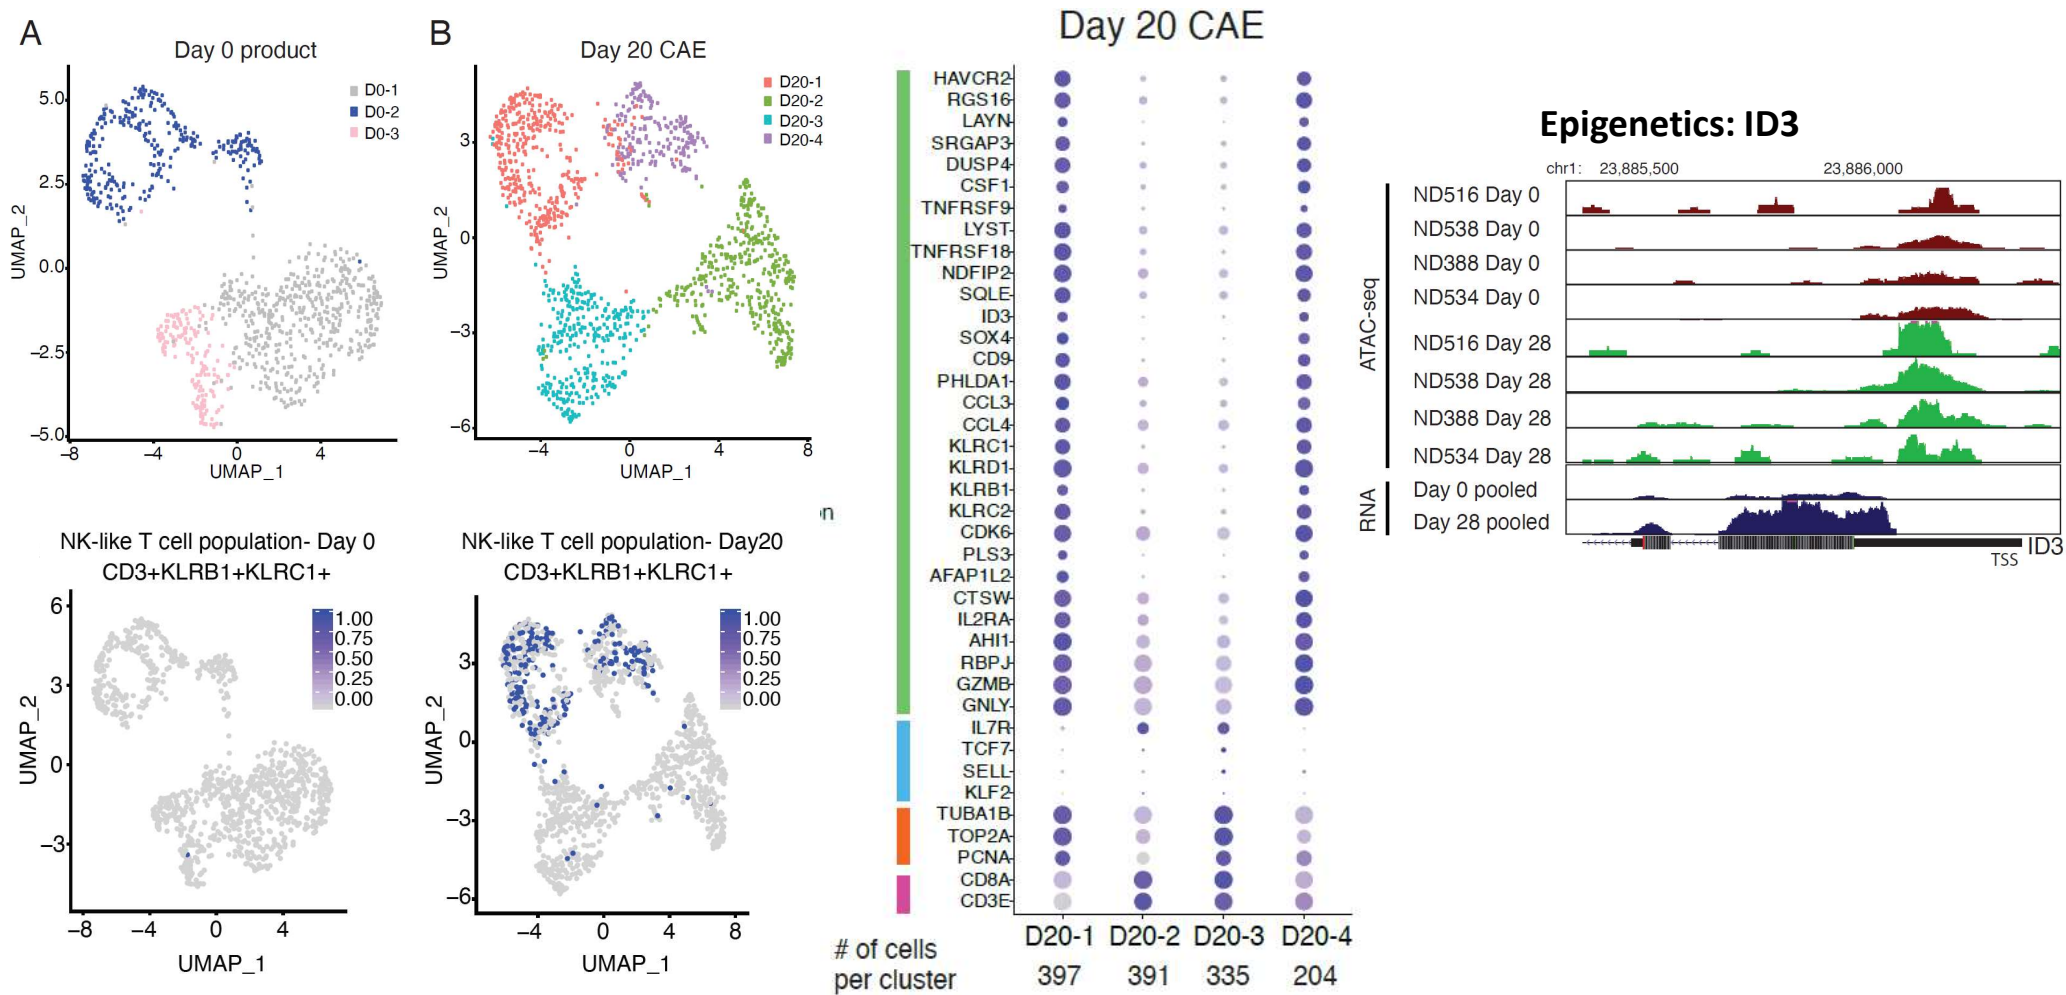 A
Day 0 product
D0-1
D0-2
D0-3
5.0
2.5
0.0
−2.5
−5.0
UMAP_2
−8 −4 0 4
UMAP_1
B
Day 20 CAE
D20-1
D20-2
D20-3
D20-4
3
0
−3
−6
UMAP_2
−4 0 4 8
UMAP_1
NK-like T cell population- Day 0
CD3+KLRB1+KLRC1+
1.00
0.75
0.50
0.25
0.00
6
3
0
−3
UMAP_2
−8 −4 0 4
UMAP_1
NK-like T cell population- Day20
CD3+KLRB1+KLRC1+
1.00
0.75
0.50
0.25
0.00
3
0
−3
−6
UMAP_2
−4 0 4 8
UMAP_1
on
Day 20 CAE
HAVCR2
RGS16
LAYN
SRGAP3
DUSP4
CSF1
TNFRSF9
LYST
TNFRSF18
NDFIP2
SQLE
ID3
SOX4
CD9
PHLDA1
CCL3
CCL4
KLRC1
KLRD1
KLRB1
KLRC2
CDK6
PLS3
AFAP1L2
CTSW
IL2RA
AHI1
RBPJ
GZMB
GNLY
IL7R
TCF7
SELL
KLF2
TUBA1B
TOP2A
PCNA
CD8A
CD3E
D20-1 D20-2 D20-3 D20-4
# of cells
per cluster
397 391 335 204
Epigenetics: ID3
chr1: 23,885,500 23,886,000
ATAC-seq
ND516 Day 0
ND538 Day 0
ND388 Day 0
ND534 Day 0
ND516 Day 28
ND538 Day 28
ND388 Day 28
ND534 Day 28
RNA
Day 0 pooled
Day 28 pooled
ID3
TSS